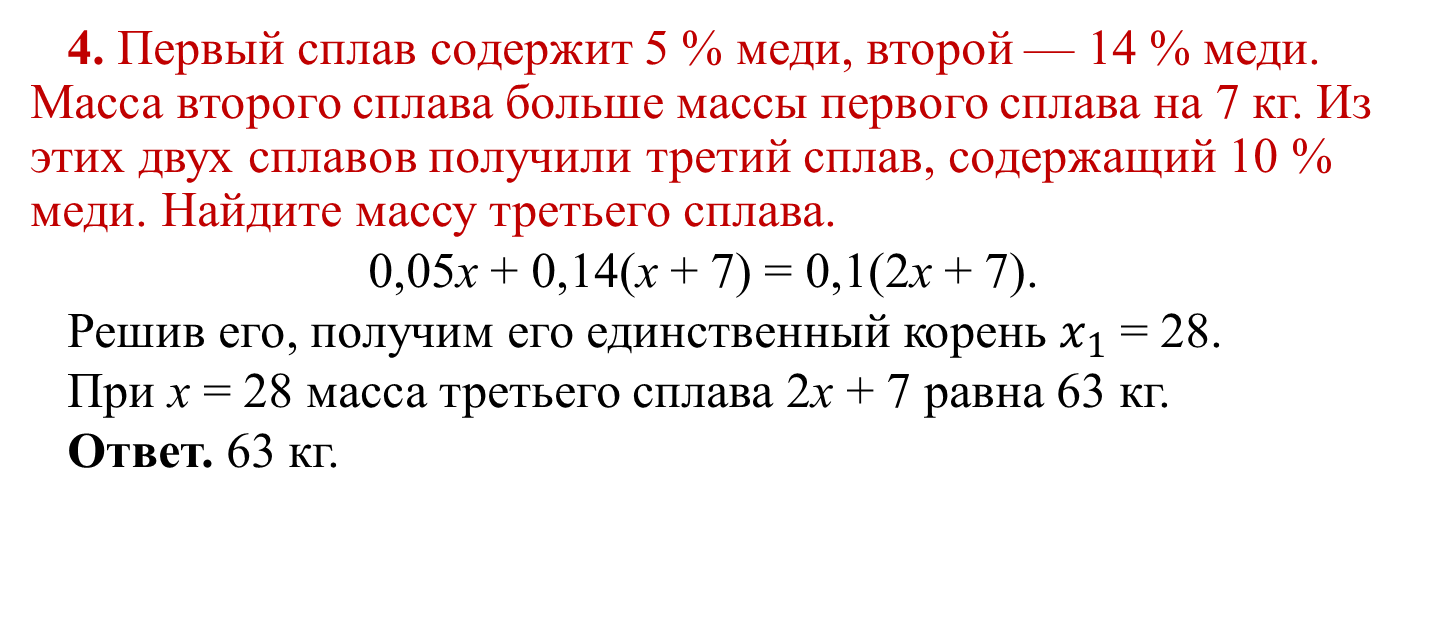 4. Первый сплав содержит 5 % меди, второй — 14 % меди.
Масса второго сплава больше массы первого сплава на 7 кг. Из
этих двух сплавов получили третий сплав, содержащий 10 %
меди. Найдите массу третьего сплава.
0,05x + 0,14(x + 7) = 0,1(2x + 7).
Решив его, получим его единственный корень x₁ = 28.
При x = 28 масса третьего сплава 2x + 7 равна 63 кг.
Ответ. 63 кг.